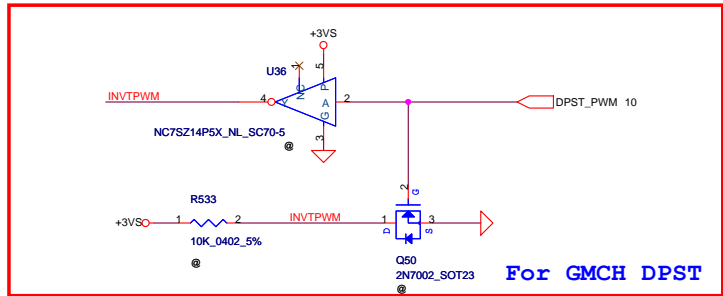 +3VS
U36
1
NC
5
P
INVTPWM
4
Y
A
2
DPST_PWM 10
G
3
NC7SZ14P5X_NL_SC70-5
@
2
G
R533
+3VS
1
2
INVTPWM
1
3
D
S
10K_0402_5%
@
Q50
2N7002_SOT23
@
For GMCH DPST